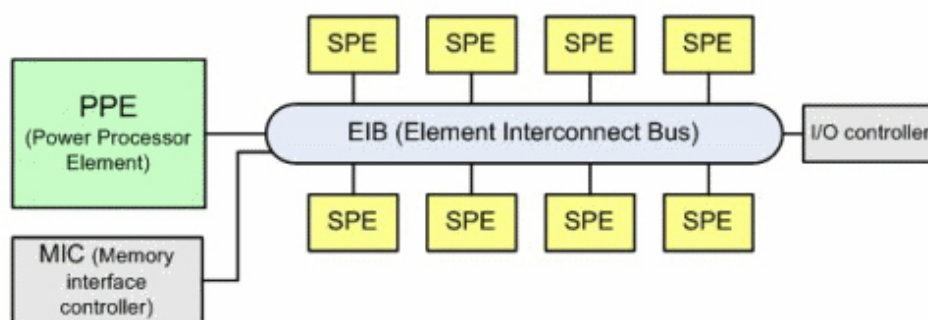 SPE SPE SPE SPE
PPE
(Power Processor
Element)
EIB (Element Interconnect Bus)
I/O controller
SPE SPE SPE SPE
MIC (Memory
interface
controller)